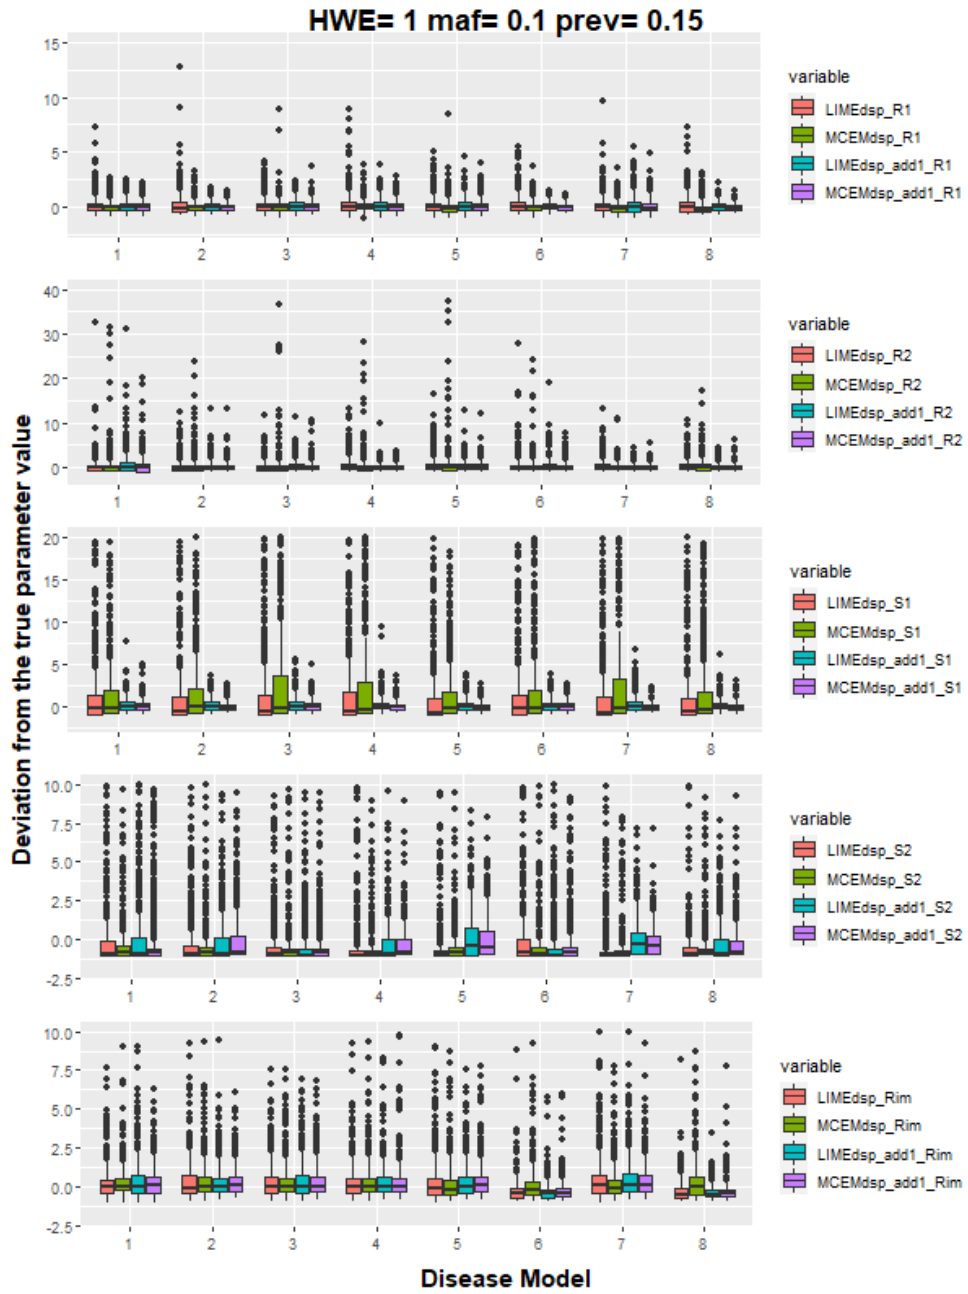 HWE= 1 maf= 0.1 prev= 0.15
Deviation from the true parameter value
15
10
5
0
1 2 3 4 5 6 7 8
variable
LIMEdsp_R1
MCEMdsp_R1
LIMEdsp_add1_R1
MCEMdsp_add1_R1
40
30
20
10
0
1 2 3 4 5 6 7 8
variable
LIMEdsp_R2
MCEMdsp_R2
LIMEdsp_add1_R2
MCEMdsp_add1_R2
20
15
10
5
0
1 2 3 4 5 6 7 8
variable
LIMEdsp_S1
MCEMdsp_S1
LIMEdsp_add1_S1
MCEMdsp_add1_S1
10.0
7.5
5.0
2.5
0.0
-2.5
1 2 3 4 5 6 7 8
variable
LIMEdsp_S2
MCEMdsp_S2
LIMEdsp_add1_S2
MCEMdsp_add1_S2
10.0
7.5
5.0
2.5
0.0
-2.5
1 2 3 4 5 6 7 8
variable
LIMEdsp_Rim
MCEMdsp_Rim
LIMEdsp_add1_Rim
MCEMdsp_add1_Rim
Disease Model